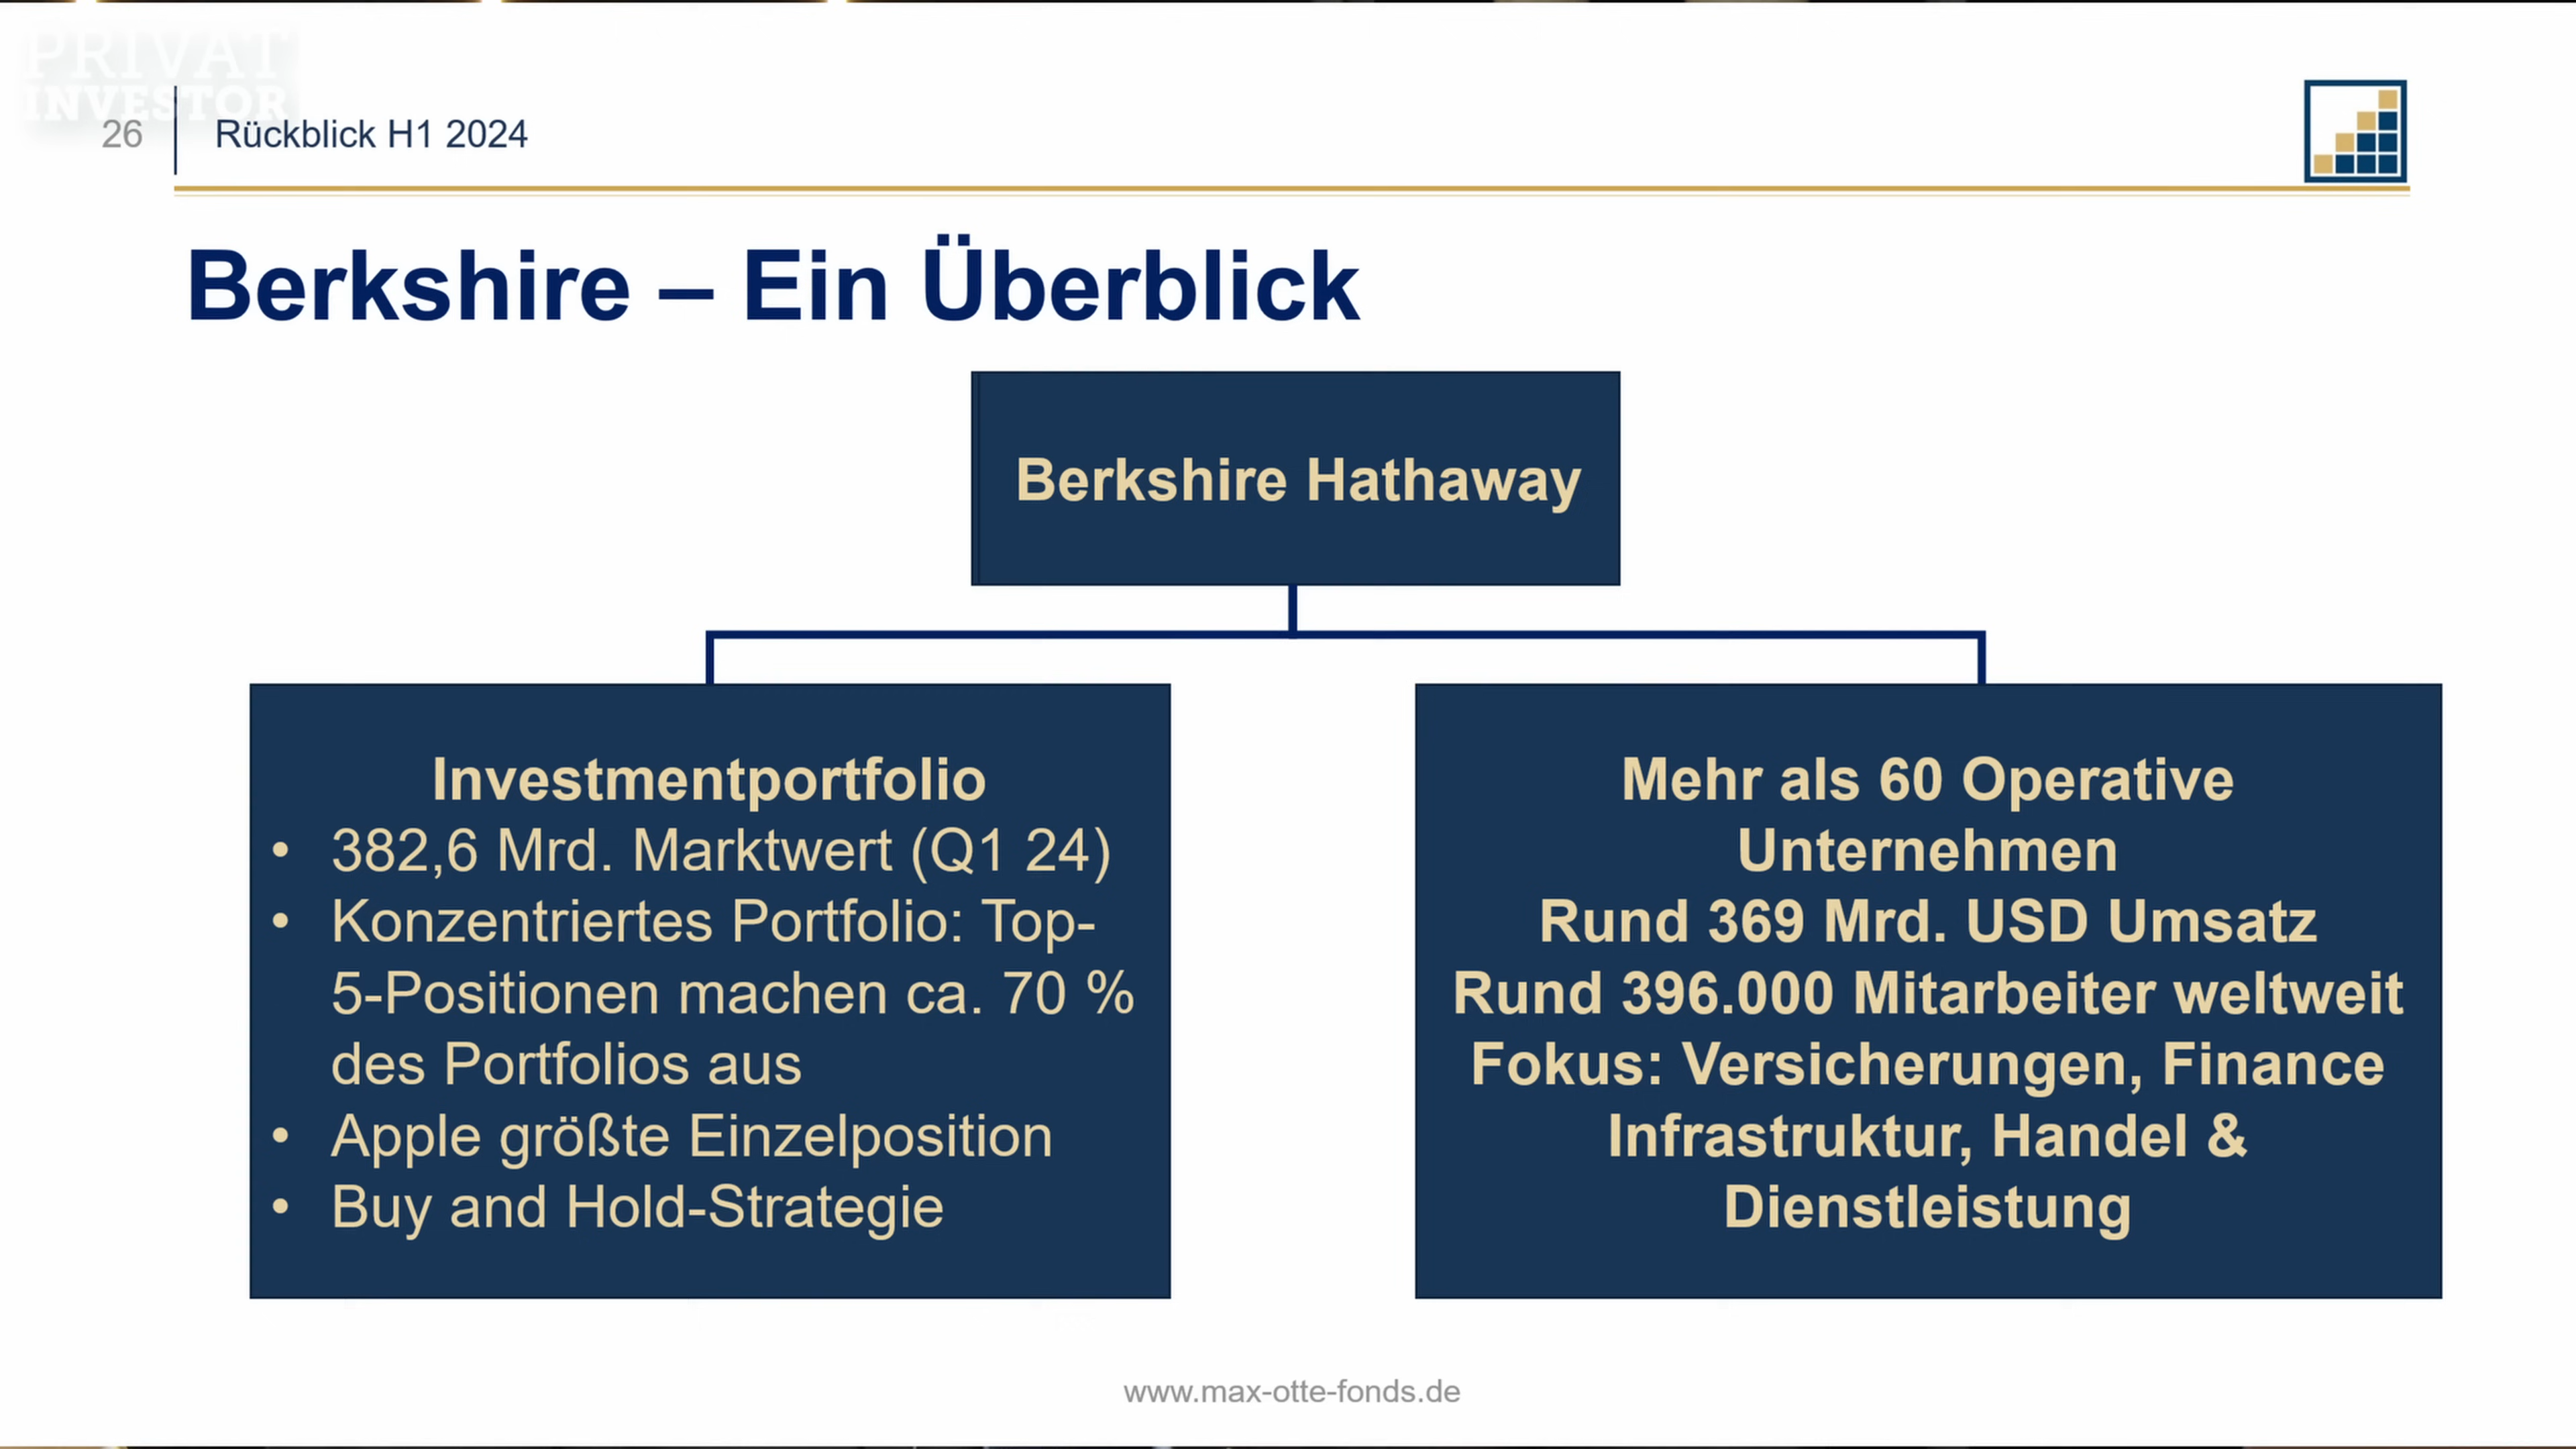 PRIVAT
INVESTOR
26
Rückblick H1 2024
Berkshire – Ein Überblick
Berkshire Hathaway
Investmentportfolio
• 382,6 Mrd. Marktwert (Q1 24)
• Konzentriertes Portfolio: Top-
5-Positionen machen ca. 70 %
des Portfolios aus
• Apple größte Einzelposition
• Buy and Hold-Strategie
Mehr als 60 Operative
Unternehmen
Rund 369 Mrd. USD Umsatz
Rund 396.000 Mitarbeiter weltweit
Fokus: Versicherungen, Finance
Infrastruktur, Handel &
Dienstleistung
www.max-otte-fonds.de